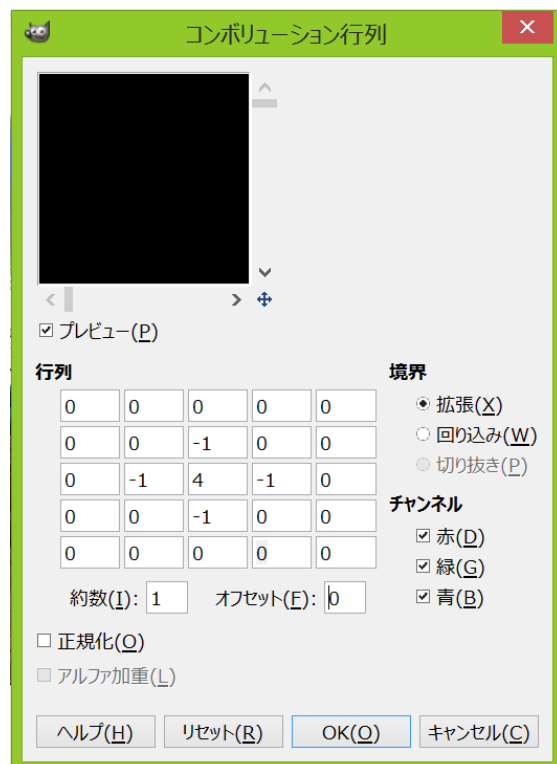 コンボリューション行列
プレビュー(P)
行列
0 0 0 0 0
0 0 -1 0 0
0 -1 4 -1 0
0 0 -1 0 0
0 0 0 0 0
約数(I): 1 オフセット(F): 0
正規化(O)
アルファ加重(L)
境界
拡張(X)
回り込み(W)
切り抜き(P)
チャンネル
赤(D)
緑(G)
青(B)
ヘルプ(H) リセット(R) OK(O) キャンセル(C)